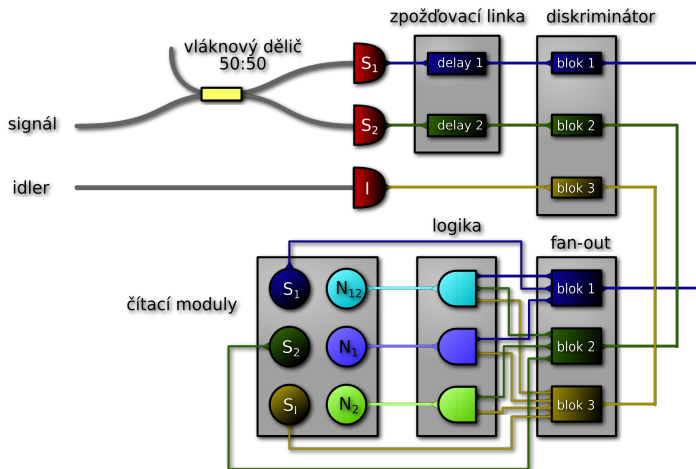 zpožďovací linka
diskriminátor
vláknový dělič
50:50
S1
delay 1
blok 1
signál
S2
delay 2
blok 2
idler
I
blok 3
logika
fan-out
čítací moduly
S1
N12
blok 1
S2
N1
blok 2
SI
N2
blok 3